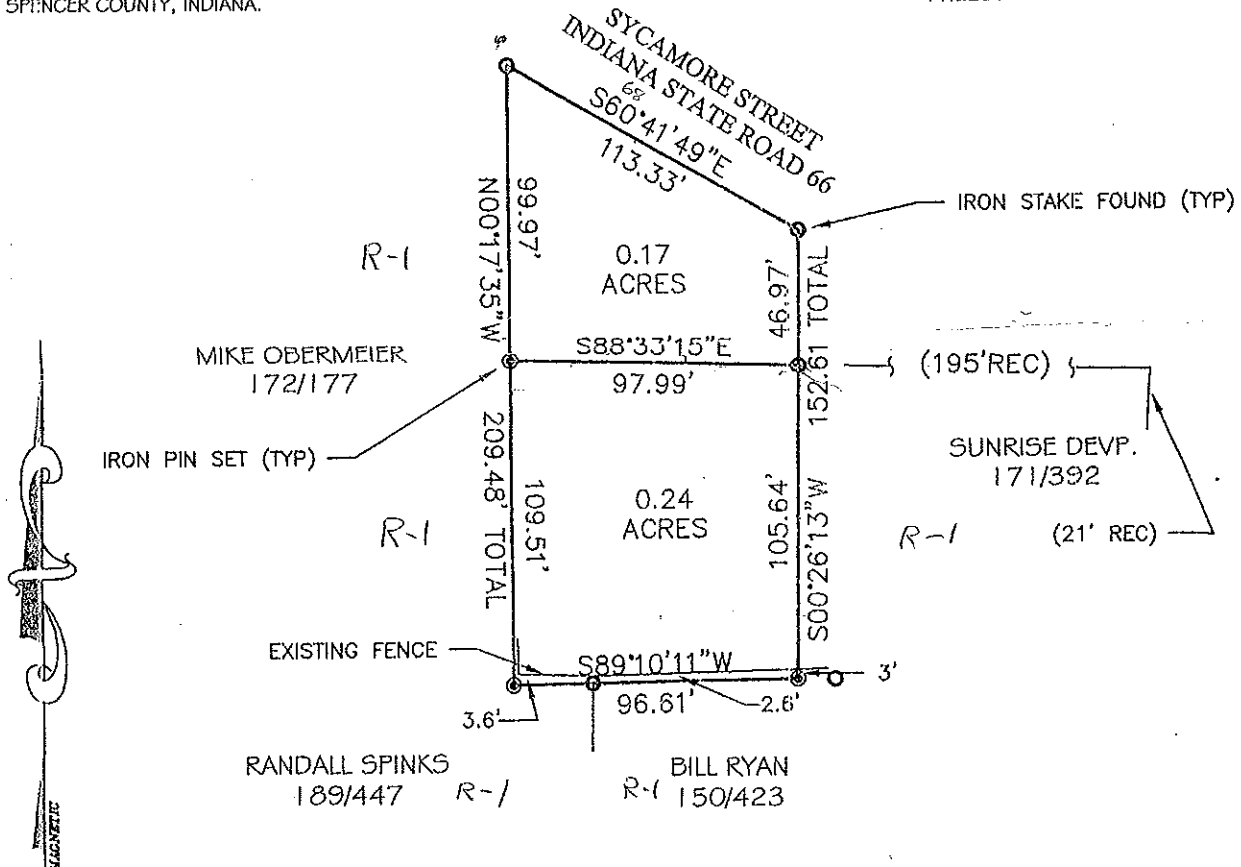 SPENCER COUNTY, INDIANA.
SYCAMORE STREET
INDIANA STATE ROAD 66
68
S60°41'49"E
113.33'
IRON STAKE FOUND (TYP)
N00°17'35"W
99.97'
R-1
0.17
ACRES
46.97'
152.61 TOTAL
MIKE OBERMEIER
172/177
S88°33'15"E
97.99'
(195'REC)
IRON PIN SET (TYP)
SUNRISE DEVP.
171/392
209.48' TOTAL
109.51'
R-1
0.24
ACRES
105.64'
S00°26'13"W
R-1
(21' REC)
EXISTING FENCE
S89°10'11"W
3'
96.61'
2.6'
3.6'
RANDALL SPINKS
189/447
R-1
R-1
BILL RYAN
150/423
MAGNETIC